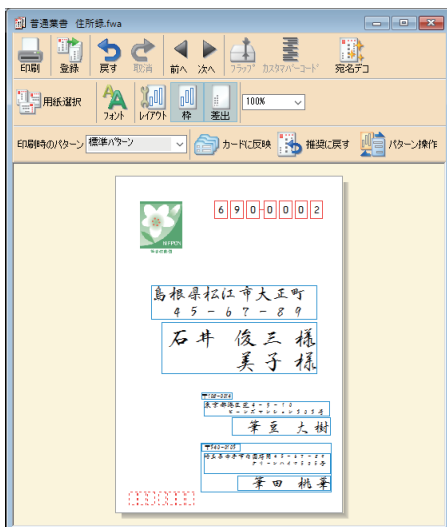 普通葉書 住所録.fwa
印刷
登録
戻す
取消
前へ
次へ
フラップ
カスタマバーコード
宛名デコ
用紙選択
フォント
レイアウト
枠
差出
100%
印刷時のパターン
標準パターン
カードに反映
推奨に戻す
パターン操作
6900002
NIPPON
島根県松江市大正町
45-67-89
石井 俊三 様
美子 様
筆豆 大樹
筆田 桃華